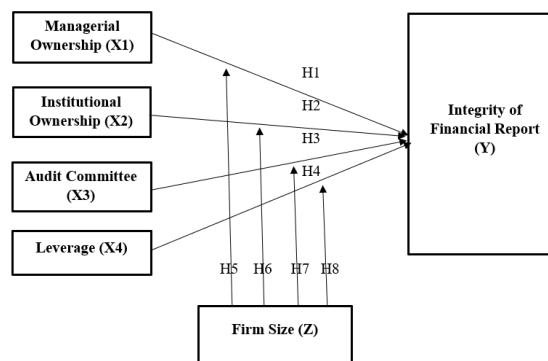 Managerial
Ownership (X1)
H1
Institutional
Ownership (X2)
H2
Integrity of
Financial Report
(Y)
H3
Audit Committee
(X3)
H4
Leverage (X4)
H5
H6
H7
H8
Firm Size (Z)